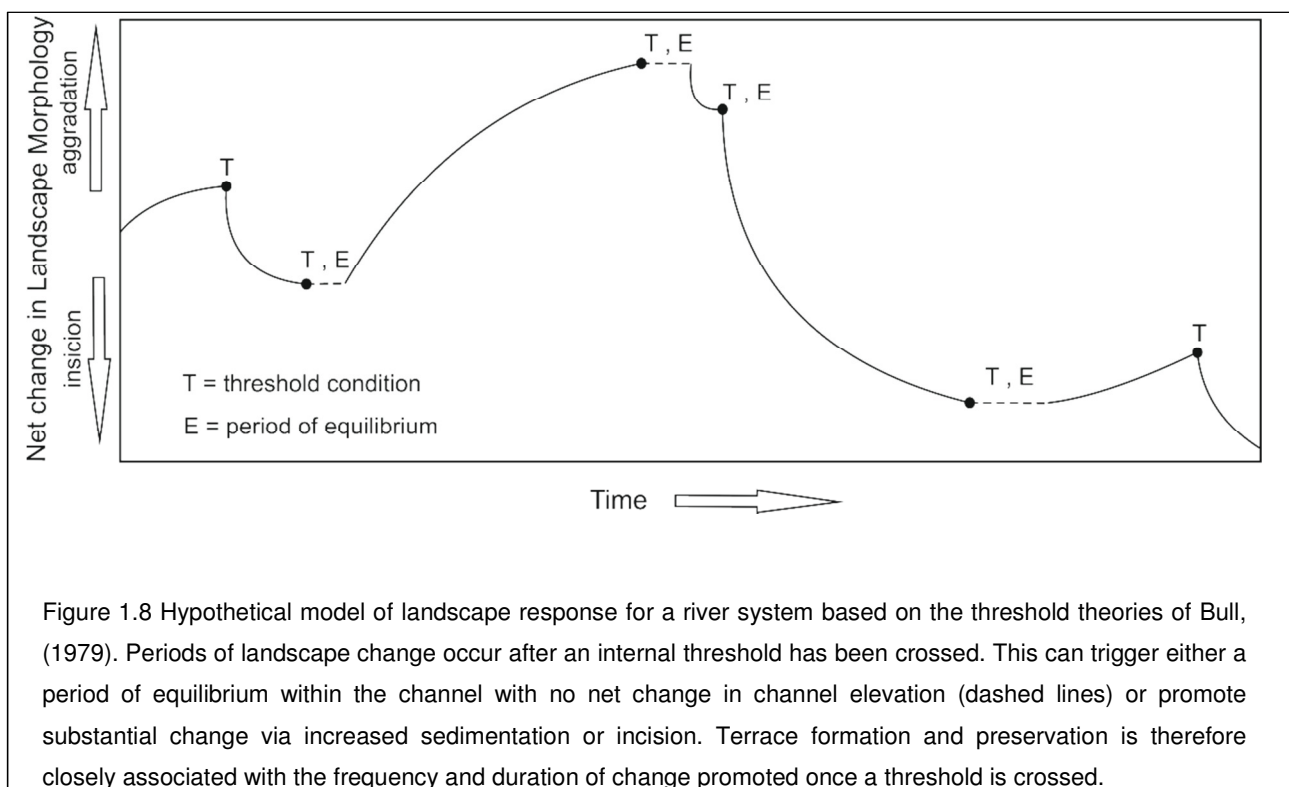 Net change in Landscape Morphology
aggradation
insicion
T
T , E
T , E
T , E
T , E
T
T = threshold condition
E = period of equilibrium
Time
Figure 1.8 Hypothetical model of landscape response for a river system based on the threshold theories of Bull,
(1979). Periods of landscape change occur after an internal threshold has been crossed. This can trigger either a
period of equilibrium within the channel with no net change in channel elevation (dashed lines) or promote
substantial change via increased sedimentation or incision. Terrace formation and preservation is therefore
closely associated with the frequency and duration of change promoted once a threshold is crossed.